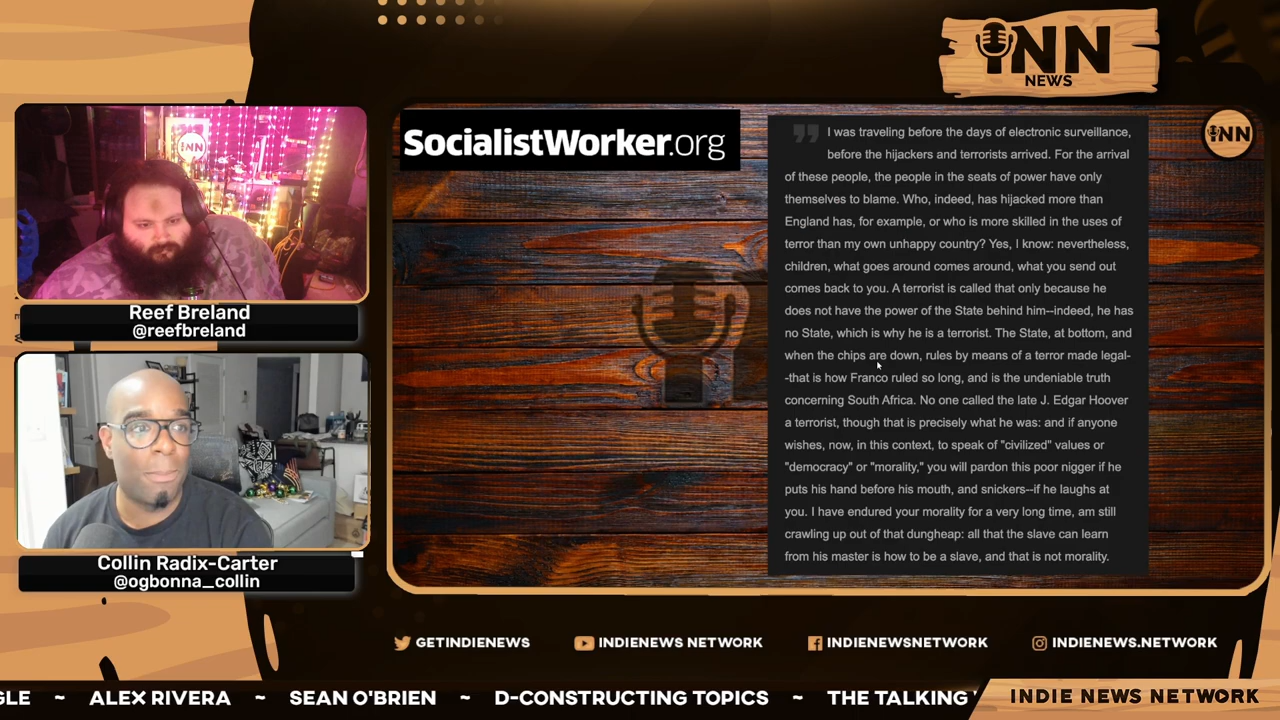 INN
NEWS
SocialistWorker.org
INN
INN
I was traveling before the days of electronic surveillance,
before the hijackers and terrorists arrived. For the arrival
of these people, the people in the seats of power have only
themselves to blame. Who, indeed, has hijacked more than
England has, for example, or who is more skilled in the uses of
terror than my own unhappy country? Yes, I know: nevertheless,
children, what goes around comes around, what you send out
comes back to you. A terrorist is called that only because he
does not have the power of the State behind him--indeed, he has
no State, which is why he is a terrorist. The State, at bottom, and
when the chips are down, rules by means of a terror made legal-
-that is how Franco ruled so long, and is the undeniable truth
concerning South Africa. No one called the late J. Edgar Hoover
a terrorist, though that is precisely what he was: and if anyone
wishes, now, in this context, to speak of "civilized" values or
"democracy" or "morality," you will pardon this poor nigger if he
puts his hand before his mouth, and snickers--if he laughs at
you. I have endured your morality for a very long time, am still
crawling up out of that dungheap: all that the slave can learn
from his master is how to be a slave, and that is not morality.
Reef Breland
@reefbreland
Collin Radix-Carter
@ogbonna_collin
GETINDIENEWS
INDIENEWS NETWORK
INDIENEWSNETWORK
INDIENEWS.NETWORK
GLE ~ ALEX RIVERA ~ SEAN O'BRIEN ~ D-CONSTRUCTING TOPICS ~ THE TALKING
INDIE NEWS NETWORK